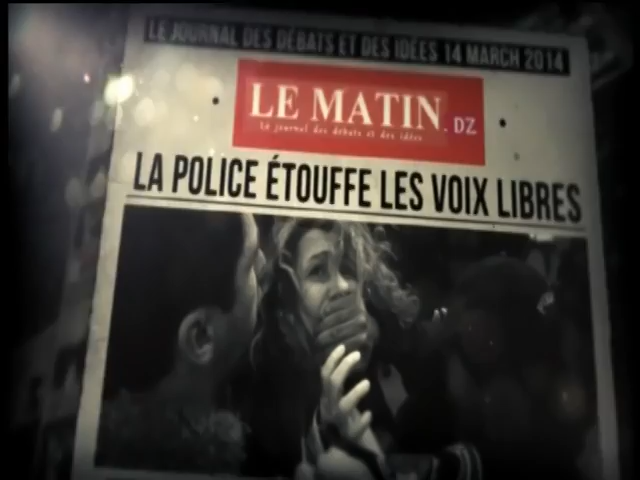 LE JOURNAL DES DÉBATS ET DES IDÉES 14 MARCH 2014
LE MATIN.DZ
Le journal des débats et des idées
LA POLICE ÉTOUFFE LES VOIX LIBRES